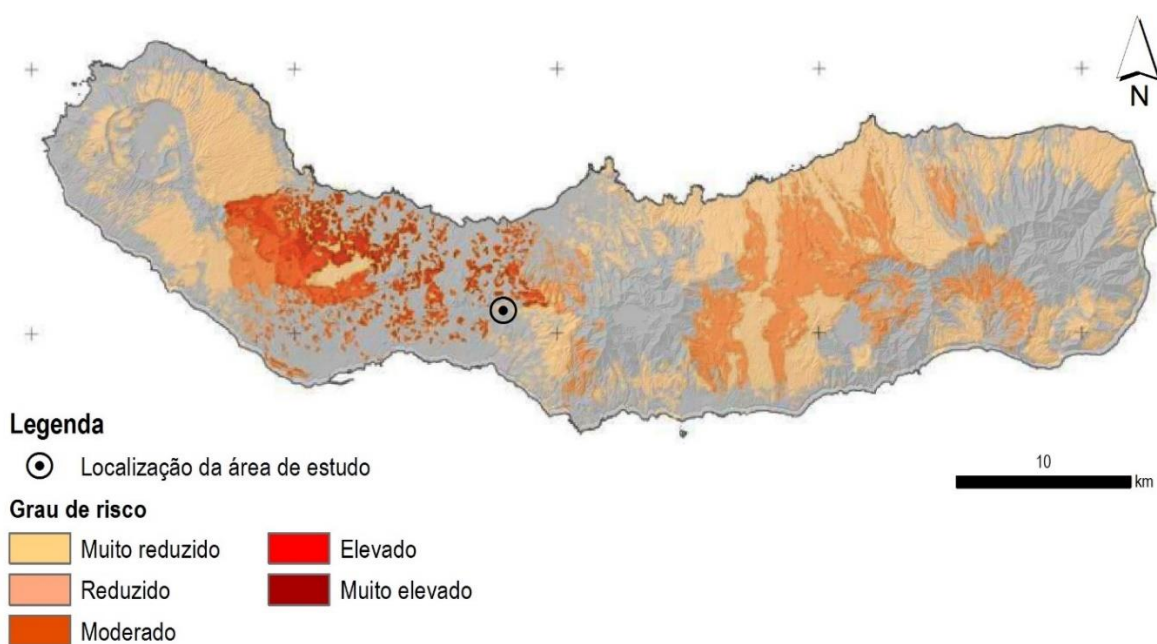 N
Legenda
Localização da área de estudo
Grau de risco
Muito reduzido
Elevado
Reduzido
Muito elevado
Moderado
10
km